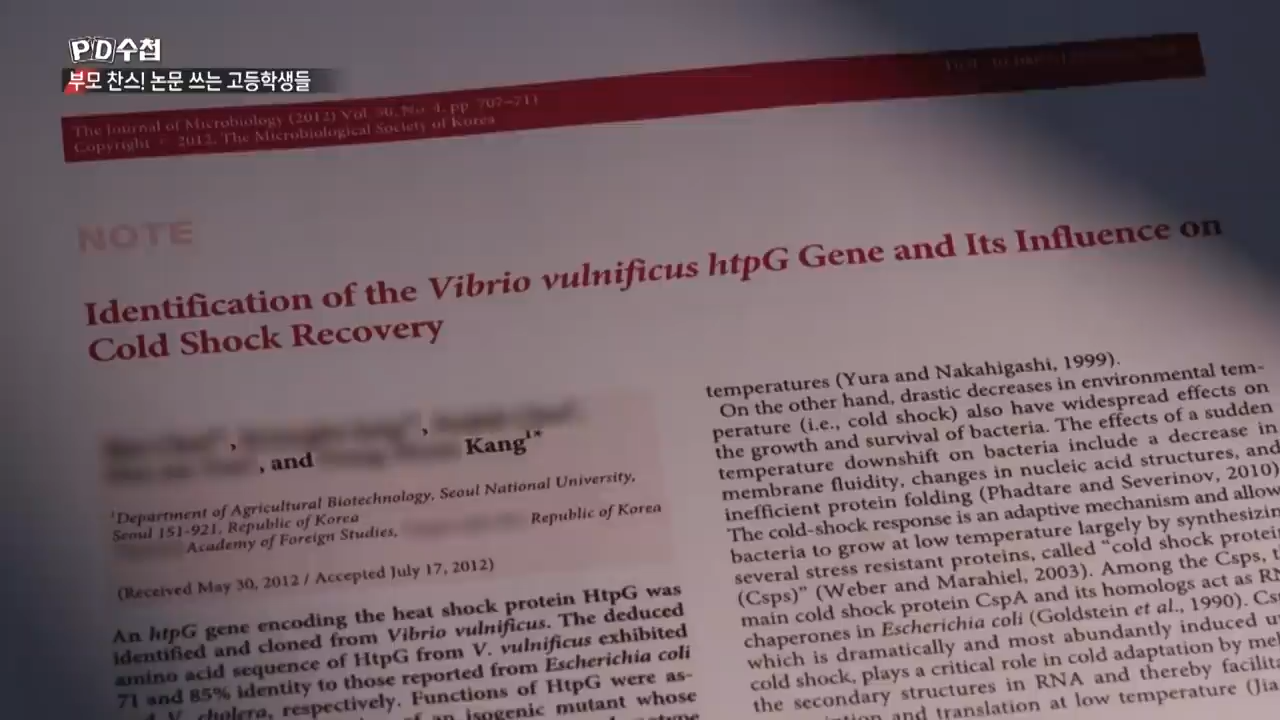 PD수첩
부모 찬스! 논문 쓰는 고등학생들
The Journal of Microbiology (2012) Vol. 50, No. 4, pp. 707-711
Copyright © 2012, The Microbiological Society of Korea
NOTE
Identification of the Vibrio vulnificus htpG Gene and Its Influence on
Cold Shock Recovery
, ,
, and Kang1*
1Department of Agricultural Biotechnology, Seoul National University,
Seoul 151-921, Republic of Korea
Academy of Foreign Studies, Republic of Korea
(Received May 30, 2012 / Accepted July 17, 2012)
An htpG gene encoding the heat shock protein HtpG was
identified and cloned from Vibrio vulnificus. The deduced
amino acid sequence of HtpG from V. vulnificus exhibited
71 and 85% identity to those reported from Escherichia coli
V. cholera, respectively. Functions of HtpG were as-
of an isogenic mutant whose
temperatures (Yura and Nakahigashi, 1999).
On the other hand, drastic decreases in environmental tem-
perature (i.e., cold shock) also have widespread effects on
the growth and survival of bacteria. The effects of a sudden
temperature downshift on bacteria include a decrease in
membrane fluidity, changes in nucleic acid structures, and
inefficient protein folding (Phadtare and Severinov, 2010)
The cold-shock response is an adaptive mechanism and allow
bacteria to grow at low temperature largely by synthesizin
several stress resistant proteins, called “cold shock protei
(Csps)” (Weber and Marahiel, 2003). Among the Csps, t
main cold shock protein CspA and its homologs act as RN
chaperones in Escherichia coli (Goldstein et al., 1990). Cs
which is dramatically and most abundantly induced u
cold shock, plays a critical role in cold adaptation by mel
the secondary structures in RNA and thereby facilita
and translation at low temperature (Jia